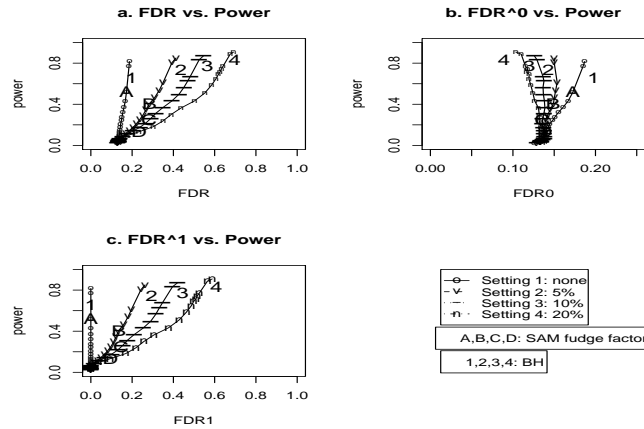 a. FDR vs. Power
power
0.0 0.4 0.8
1 2 3 4
A B D
0.0 0.2 0.4 0.6 0.8 1.0
FDR
b. FDR^0 vs. Power
power
0.0 0.4 0.8
4 3 2 1
A B
0.00 0.10 0.20
FDR0
c. FDR^1 vs. Power
power
0.0 0.4 0.8
1 2 3 4
A B D
0.0 0.2 0.4 0.6 0.8 1.0
FDR1
Setting 1: none
Setting 2: 5%
Setting 3: 10%
Setting 4: 20%
A,B,C,D: SAM fudge factor
1,2,3,4: BH